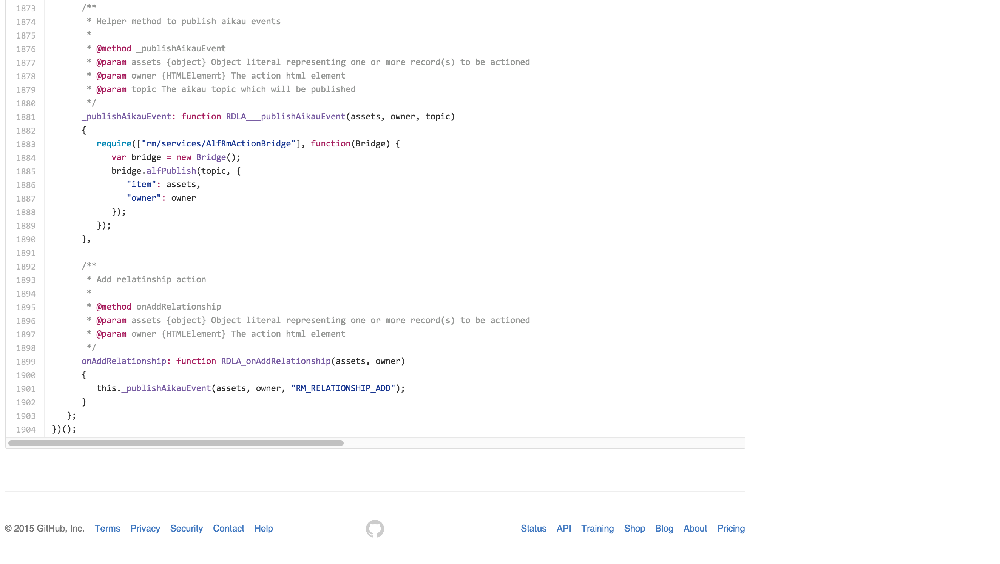 1873 /**
1874 * Helper method to publish aikau events
1875 *
1876 * @method _publishAikauEvent
1877 * @param assets {object} Object literal representing one or more record(s) to be actioned
1878 * @param owner {HTMLElement} The action html element
1879 * @param topic The aikau topic which will be published
1880 */
1881 _publishAikauEvent: function RDLA___publishAikauEvent(assets, owner, topic)
1882 {
1883 require(["rm/services/AlfRmActionBridge"], function(Bridge) {
1884 var bridge = new Bridge();
1885 bridge.alfPublish(topic, {
1886 "item": assets,
1887 "owner": owner
1888 });
1889 });
1890 },
1891
1892 /**
1893 * Add relatinship action
1894 *
1895 * @method onAddRelationship
1896 * @param assets {object} Object literal representing one or more record(s) to be actioned
1897 * @param owner {HTMLElement} The action html element
1898 */
1899 onAddRelationship: function RDLA_onAddRelationship(assets, owner)
1900 {
1901 this._publishAikauEvent(assets, owner, "RM_RELATIONSHIP_ADD");
1902 }
1903 };
1904 })();
© 2015 GitHub, Inc. Terms Privacy Security Contact Help Status API Training Shop Blog About Pricing